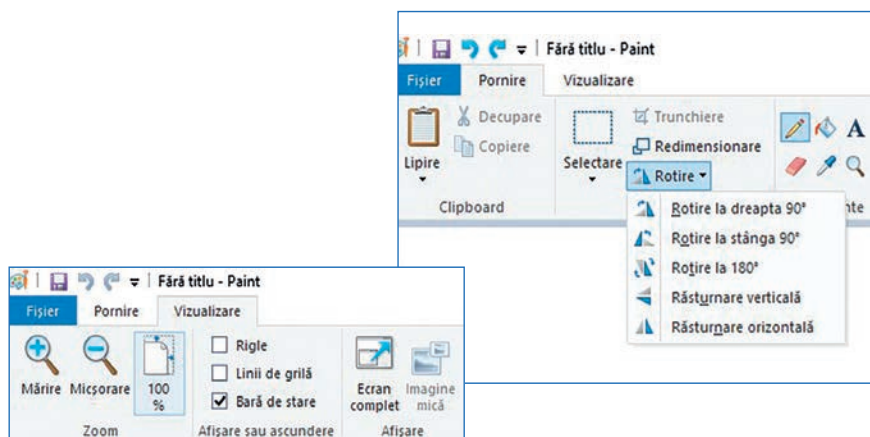 Fără titlu - Paint
Fișier Pornire Vizualizare
Lipire
Decupare
Copiere
Clipboard
Selectare
Trunchiere
Redimensionare
Rotire
A
Rotire la dreapta 90°
Rotire la stânga 90°
Rotire la 180°
Răsturnare verticală
Răsturnare orizontală
nte
Fără titlu - Paint
Fișier Pornire Vizualizare
Mărire Micșorare 100
%
Zoom
Rigle
Linii de grilă
Bară de stare
Afișare sau ascundere
Ecran
complet
Imagine
mică
Afișare